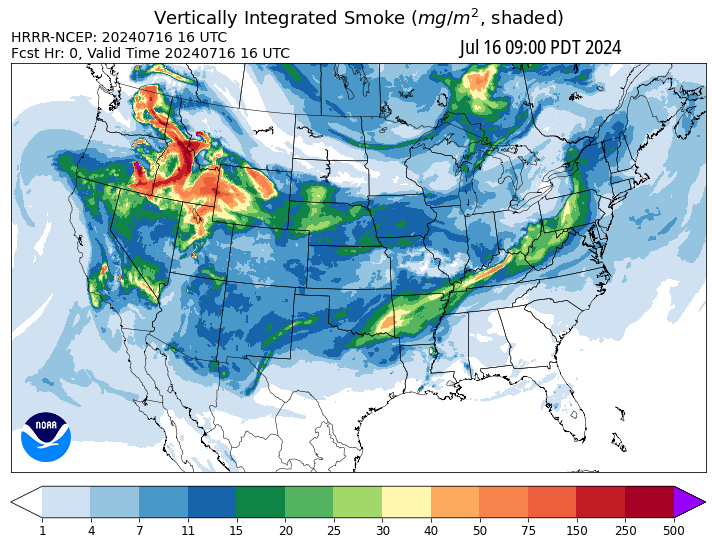 Vertically Integrated Smoke (mg/m², shaded)
HRRR-NCEP: 20240716 16 UTC
Fcst Hr: 0, Valid Time 20240716 16 UTC
Jul 16 09:00 PDT 2024
NOAA
1 4 7 11 15 20 25 30 40 50 75 150 250 500